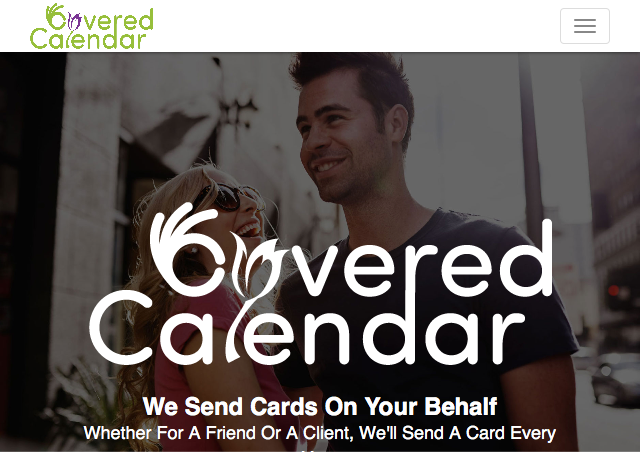 Covered
Calendar
Covered
Calendar
We Send Cards On Your Behalf
Whether For A Friend Or A Client, We'll Send A Card Every